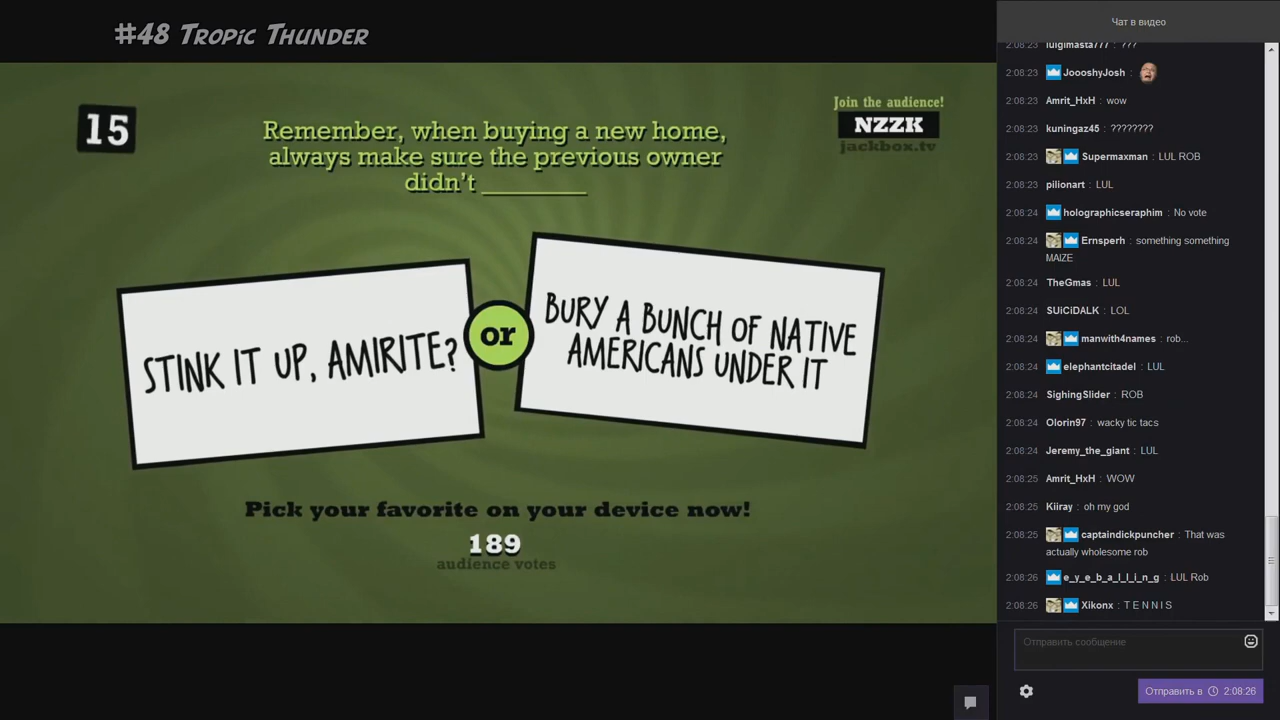 #48 Tropic Thunder
15
Remember, when buying a new home,
always make sure the previous owner
didn't ________
Join the audience!
NZZK
jackbox.tv
STINK IT UP, AMIRITE?
or
BURY A BUNCH OF NATIVE
AMERICANS UNDER IT
Pick your favorite on your device now!
189
audience votes
Чат в видео
2:08:23 luigimasta777 : ???
2:08:23 JoooshyJosh :
2:08:23 Amrit_HxH : wow
2:08:23 kuningaz45 : ????????
2:08:23 Supermaxman : LUL ROB
2:08:23 pilionart : LUL
2:08:24 holographicseraphim : No vote
2:08:24 Ernsperh : something something
MAIZE
2:08:24 TheGmas : LUL
2:08:24 SUiCiDALK : LOL
2:08:24 manwith4names : rob...
2:08:24 elephantcitadel : LUL
2:08:24 SighingSlider : ROB
2:08:24 Olorin97 : wacky tic tacs
2:08:24 Jeremy_the_giant : LUL
2:08:25 Amrit_HxH : WOW
2:08:25 Kiiray : oh my god
2:08:25 captaindickpuncher : That was
actually wholesome rob
2:08:26 e_y_e_b_a_l_l_i_n_g : LUL Rob
2:08:26 Xikonx : T E N N I S
Отправить сообщение
Отправить в 2:08:26